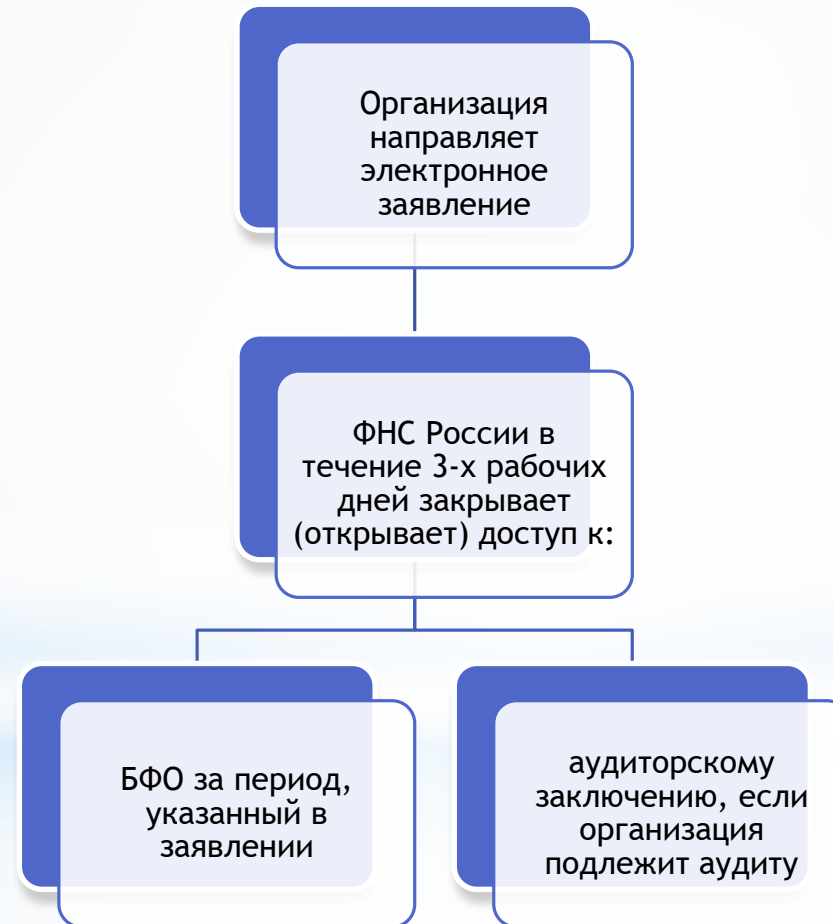 Организация
направляет
электронное
заявление
ФНС России в
течение 3-х рабочих
дней закрывает
(открывает) доступ к:
БФО за период,
указанный в
заявлении
аудиторскому
заключению, если
организация
подлежит аудиту